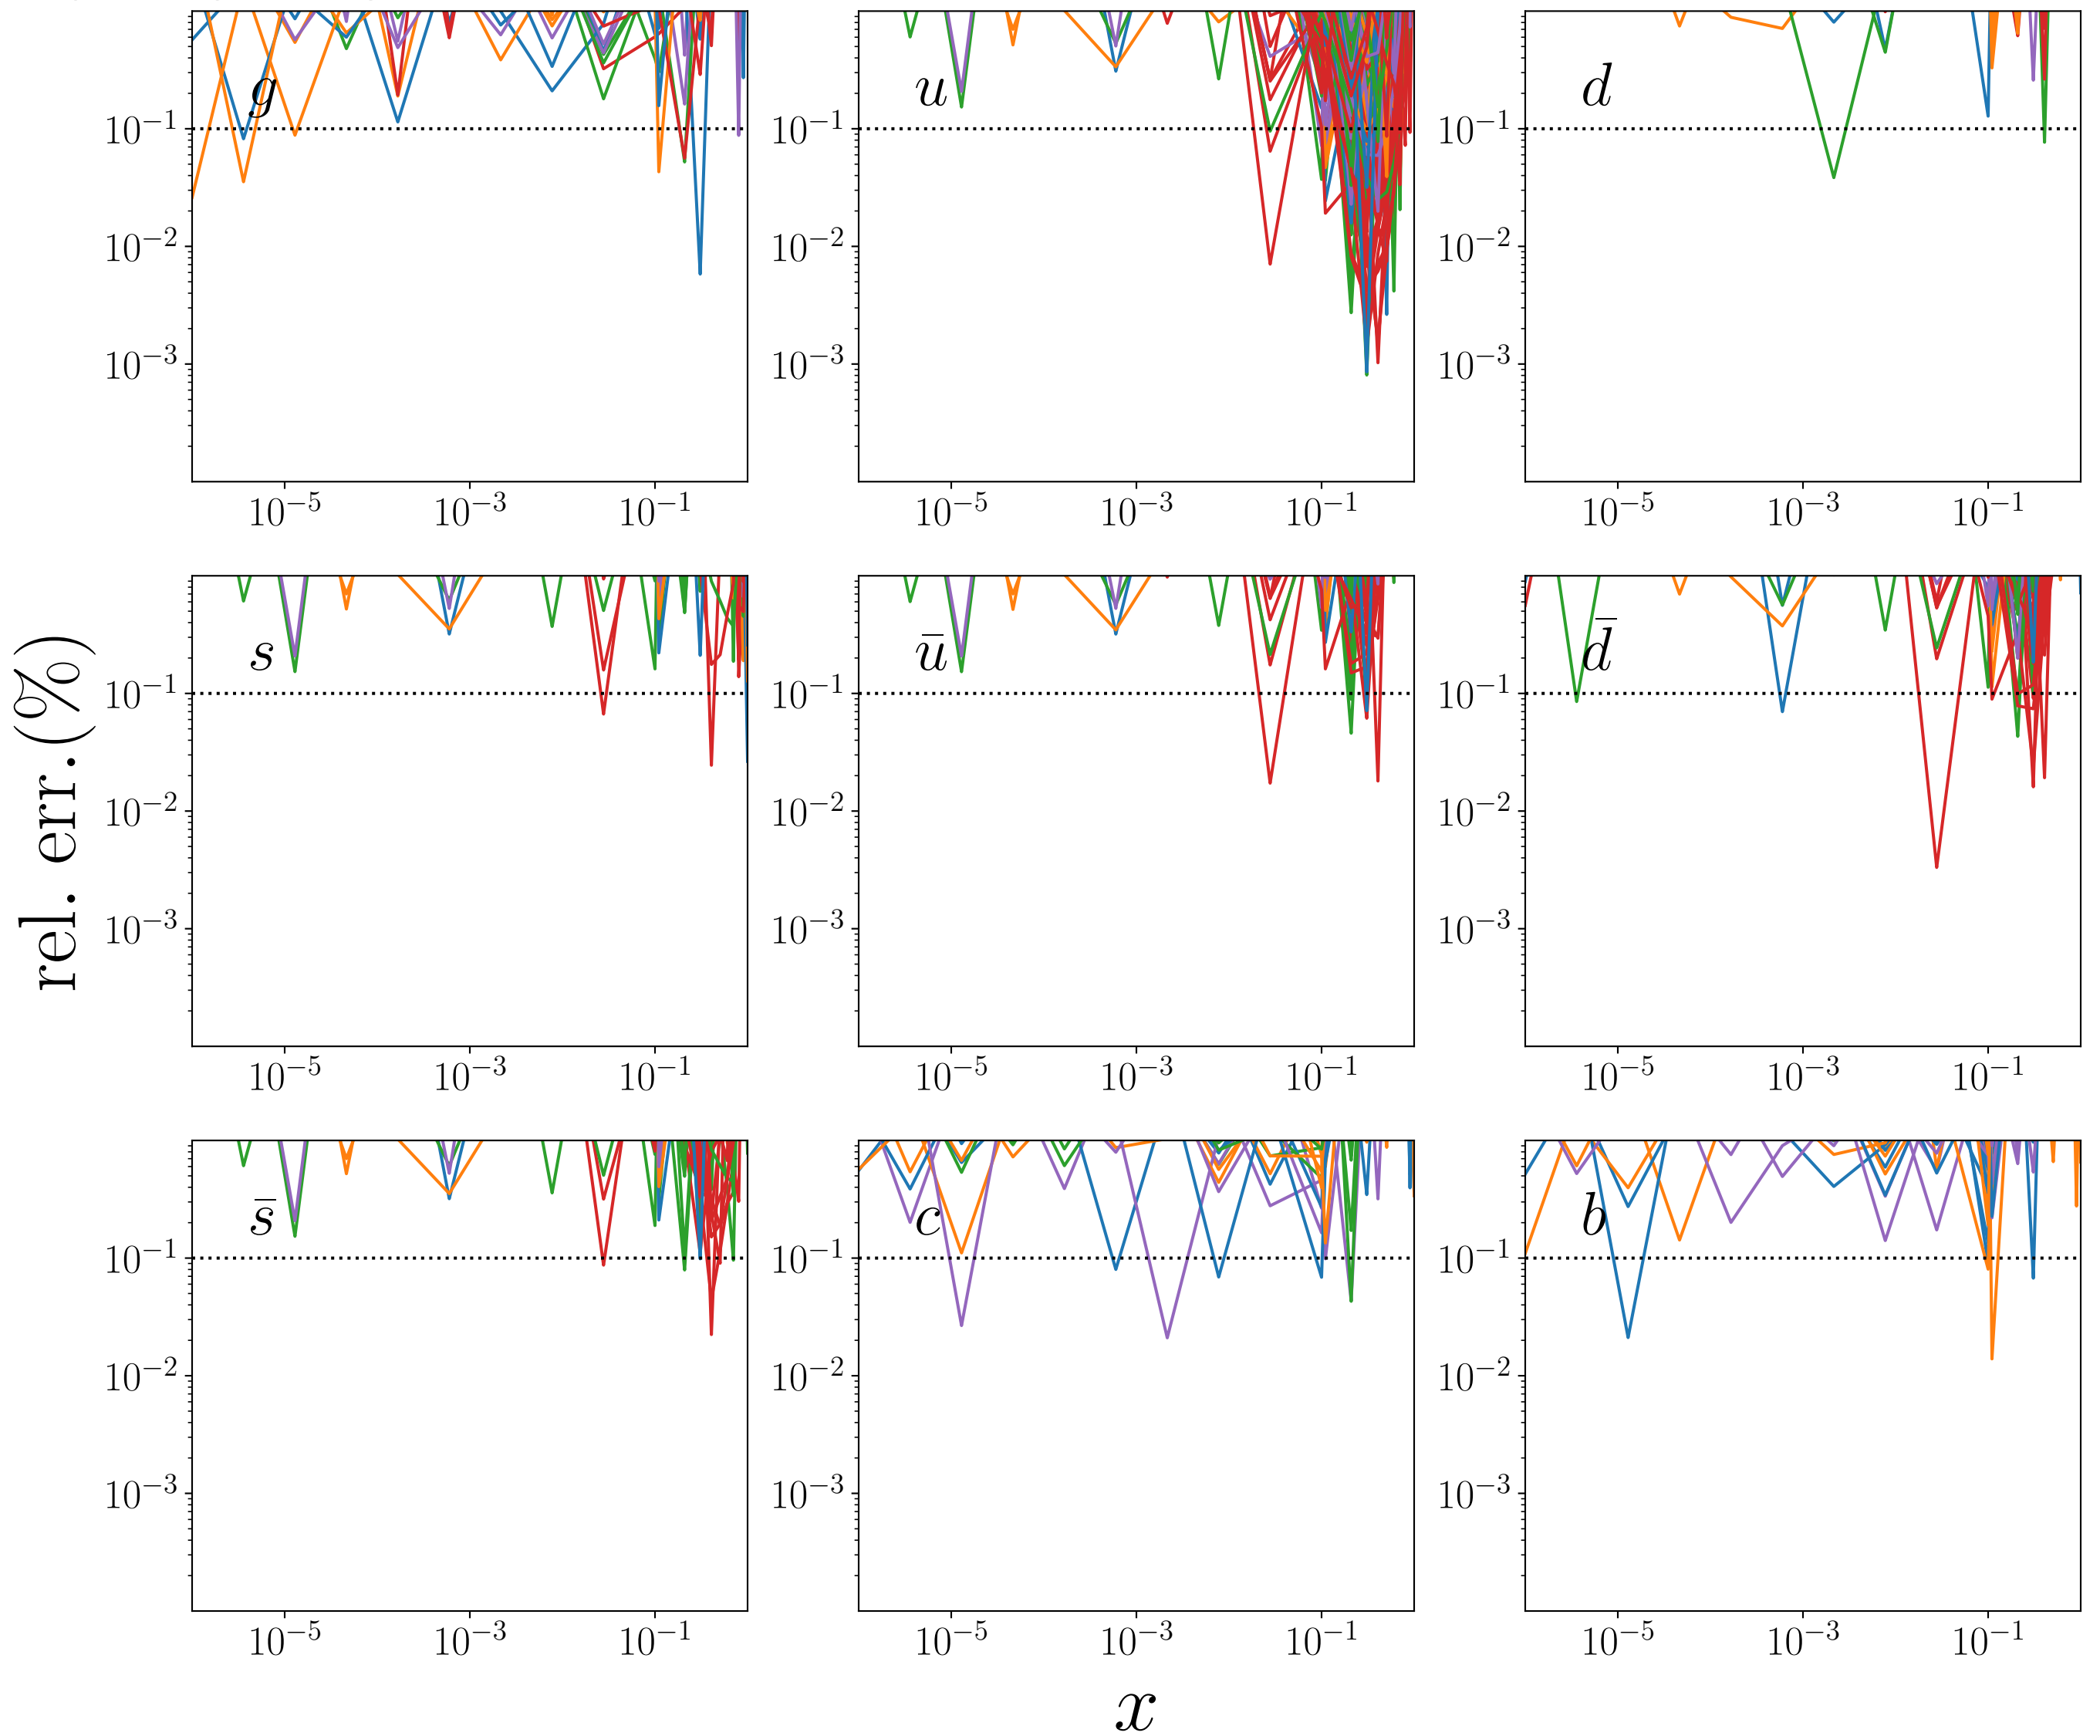 g
u
d
10⁻¹ 10⁻¹ 10⁻¹
10⁻² 10⁻² 10⁻²
10⁻³ 10⁻³ 10⁻³
10⁻⁵ 10⁻³ 10⁻¹ 10⁻⁵ 10⁻³ 10⁻¹ 10⁻⁵ 10⁻³ 10⁻¹
s
u̅
d̅
10⁻¹ 10⁻¹ 10⁻¹
10⁻² 10⁻² 10⁻²
10⁻³ 10⁻³ 10⁻³
10⁻⁵ 10⁻³ 10⁻¹ 10⁻⁵ 10⁻³ 10⁻¹ 10⁻⁵ 10⁻³ 10⁻¹
rel. err.(%)
s̅
c
b
10⁻¹ 10⁻¹ 10⁻¹
10⁻² 10⁻² 10⁻²
10⁻³ 10⁻³ 10⁻³
10⁻⁵ 10⁻³ 10⁻¹ 10⁻⁵ 10⁻³ 10⁻¹ 10⁻⁵ 10⁻³ 10⁻¹
x